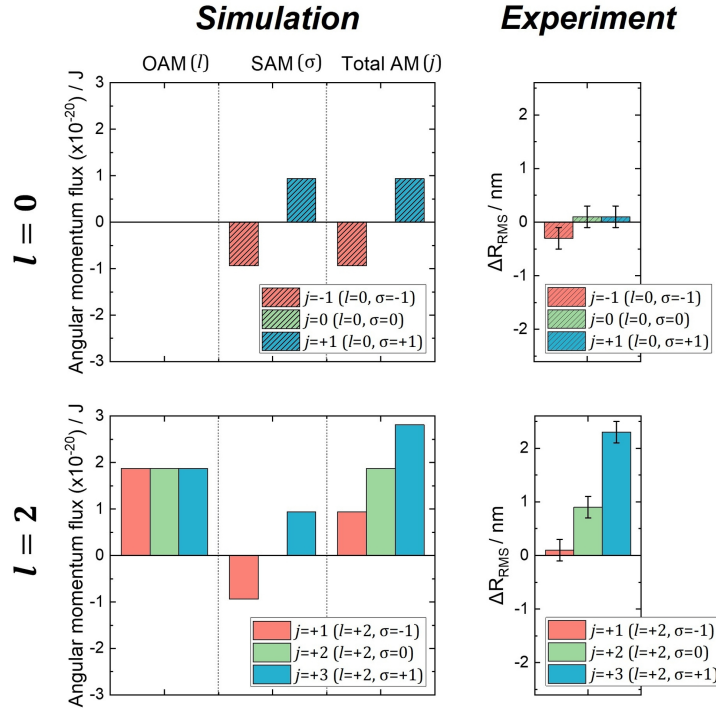 Simulation
Experiment
OAM (l)
SAM (σ)
Total AM (j)
l = 0
Angular momentum flux (x10⁻²⁰) / J
3
2
1
0
-1
-2
-3
j=-1 (l=0, σ=-1)
j=0 (l=0, σ=0)
j=+1 (l=0, σ=+1)
ΔR_RMS / nm
2
1
0
-1
-2
j=-1 (l=0, σ=-1)
j=0 (l=0, σ=0)
j=+1 (l=0, σ=+1)
l = 2
Angular momentum flux (x10⁻²⁰) / J
3
2
1
0
-1
-2
-3
j=+1 (l=+2, σ=-1)
j=+2 (l=+2, σ=0)
j=+3 (l=+2, σ=+1)
ΔR_RMS / nm
2
1
0
-1
-2
j=+1 (l=+2, σ=-1)
j=+2 (l=+2, σ=0)
j=+3 (l=+2, σ=+1)